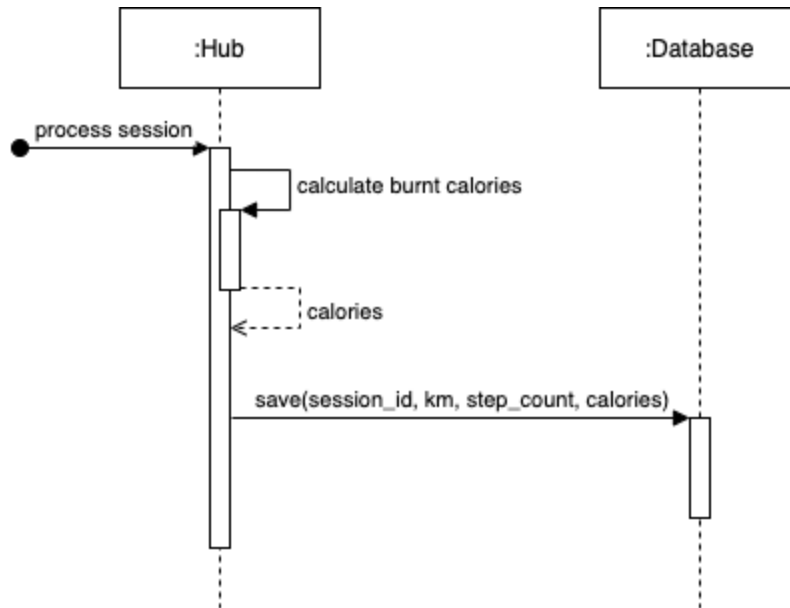 :Hub
:Database
process session
calculate burnt calories
calories
save(session_id, km, step_count, calories)